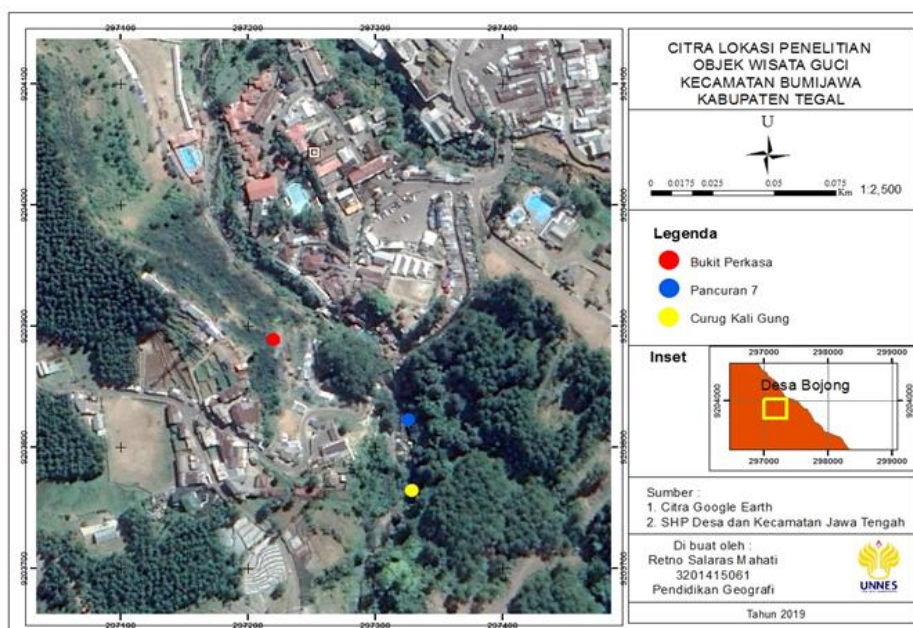 297100 297200 297300 297400
9204100
9204000
9203900
9203800
9203700
9204100
9204000
9203900
9203800
9203700
297100 297200 297300 297400
CITRA LOKASI PENELITIAN
OBJEK WISATA GUCI
KECAMATAN BUMIJAWA
KABUPATEN TEGAL
U
0 0.0175 0.025 0.05 0.075
Km
1:2,500
Legenda
Bukit Perkasa
Pancuran 7
Curug Kali Gung
Inset
297000 298000 299000
Desa Bojong
9204000
9204000
297000 298000 299000
Sumber :
1. Citra Google Earth
2. SHP Desa dan Kecamatan Jawa Tengah
Di buat oleh :
Retno Salaras Mahati
3201415061
Pendidikan Geografi
UNNES
Tahun 2019